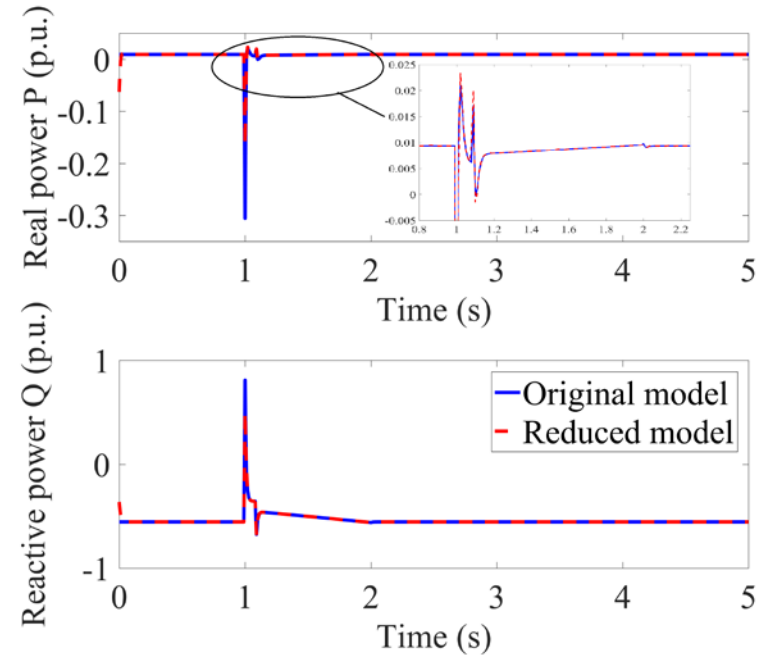 Real power P (p.u.)
0
-0.1
-0.2
-0.3
0.025
0.02
0.015
0.01
0.005
0
-0.005
0.8 1 1.2 1.4 1.6 1.8 2 2.2
0 1 2 3 4 5
Time (s)
Reactive power Q (p.u.)
1
0
-1
Original model
Reduced model
0 1 2 3 4 5
Time (s)